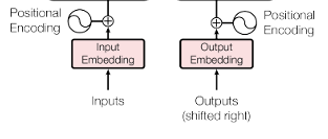 Positional
Encoding
Input
Embedding
Inputs
Output
Embedding
Outputs
(shifted right)
Positional
Encoding